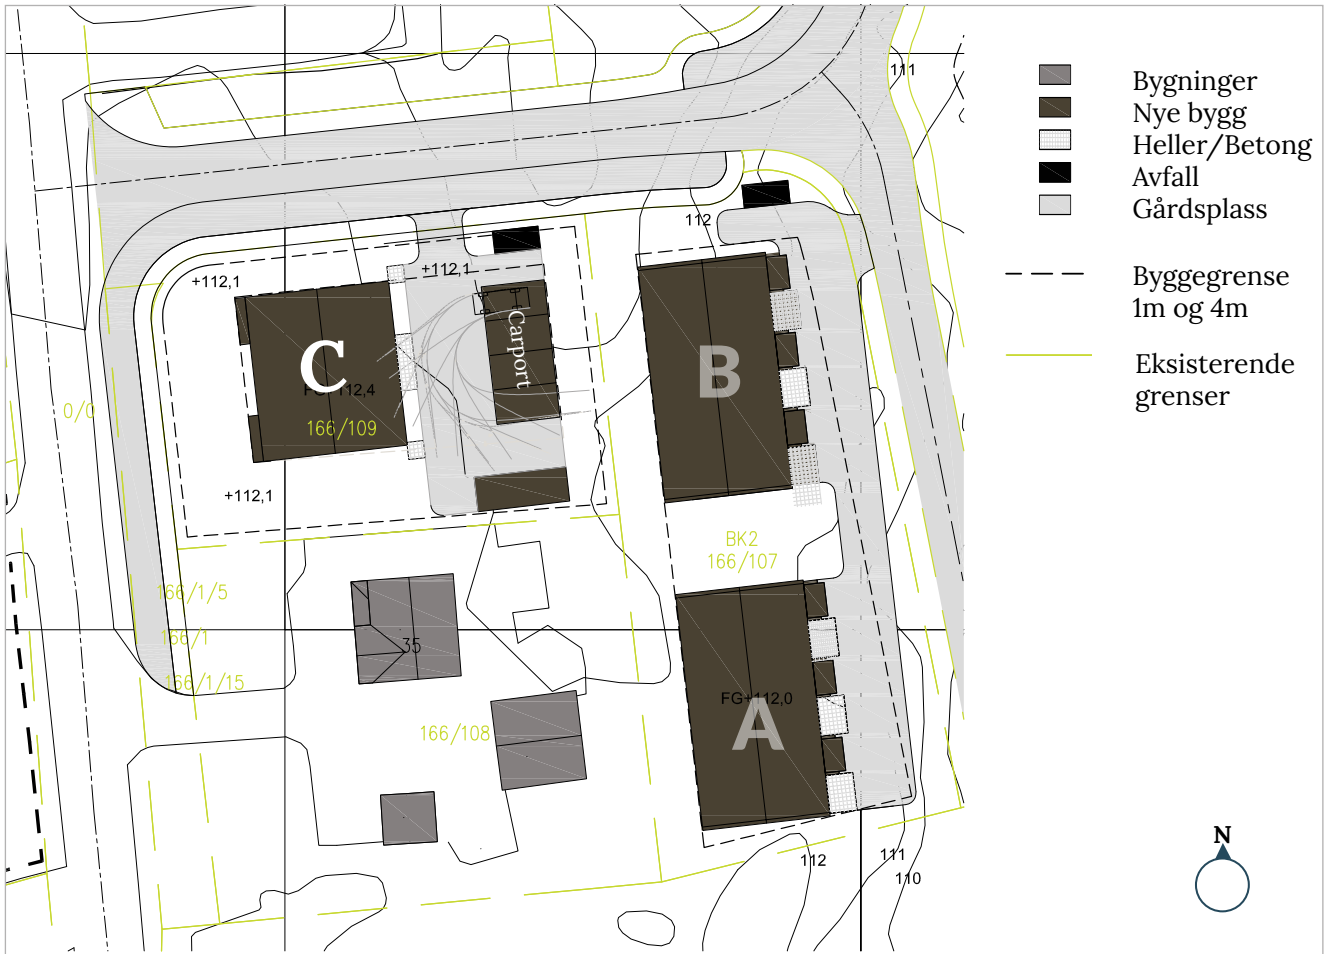 111
112
+112,1
+112,1
C
FG+112,4
166/109
Carport
B
0/0
+112,1
BK2
166/107
166/1/5
166/1
35
166/1/15
FG+112,0
A
166/108
112
111
110
Bygninger
Nye bygg
Heller/Betong
Avfall
Gårdsplass
Byggegrense
1m og 4m
Eksisterende
grenser
N